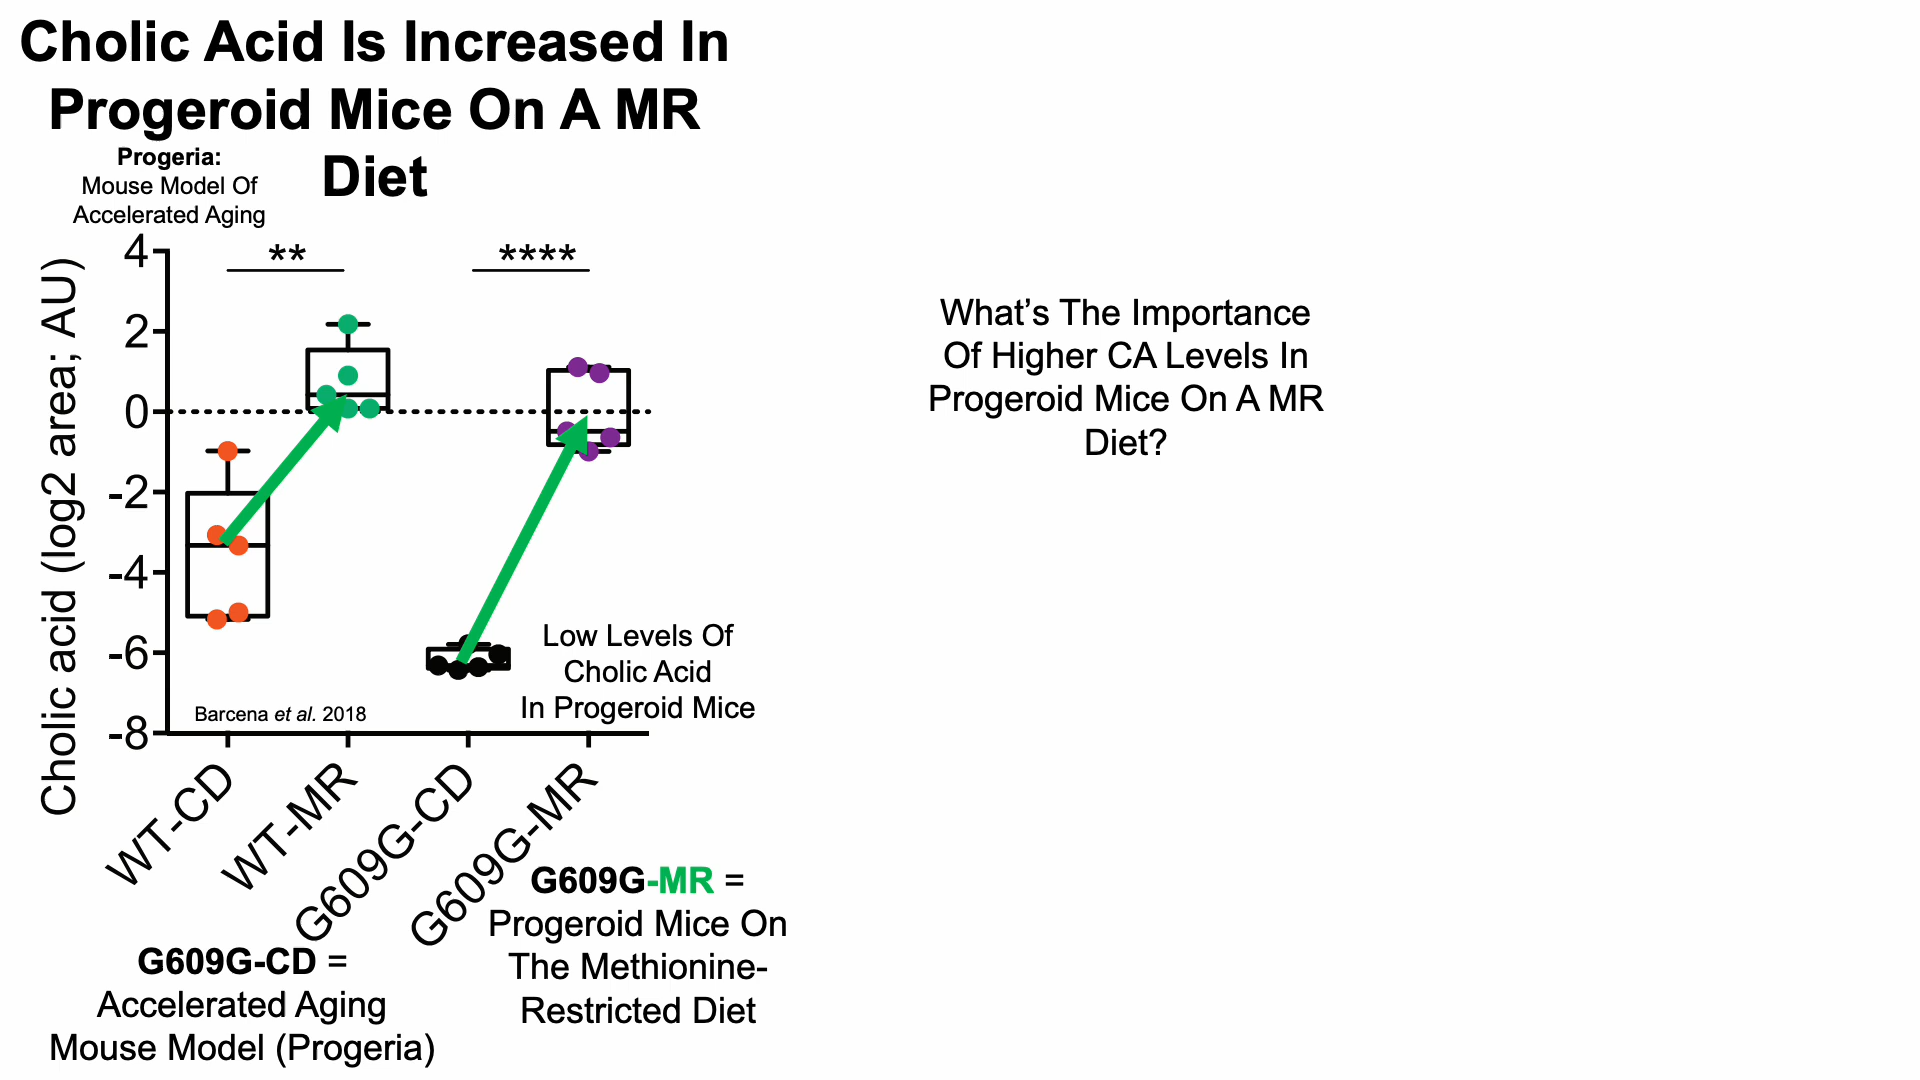 Cholic Acid Is Increased In
Progeroid Mice On A MR
Diet
Progeria:
Mouse Model Of
Accelerated Aging
Cholic acid (log2 area; AU)
4
2
0
-2
-4
-6
-8
**
****
Low Levels Of
Cholic Acid
In Progeroid Mice
Barcena et al. 2018
WT-CD
WT-MR
G609G-CD
G609G-MR
G609G-CD =
Accelerated Aging
Mouse Model (Progeria)
G609G-MR =
Progeroid Mice On
The Methionine-
Restricted Diet
What’s The Importance
Of Higher CA Levels In
Progeroid Mice On A MR
Diet?